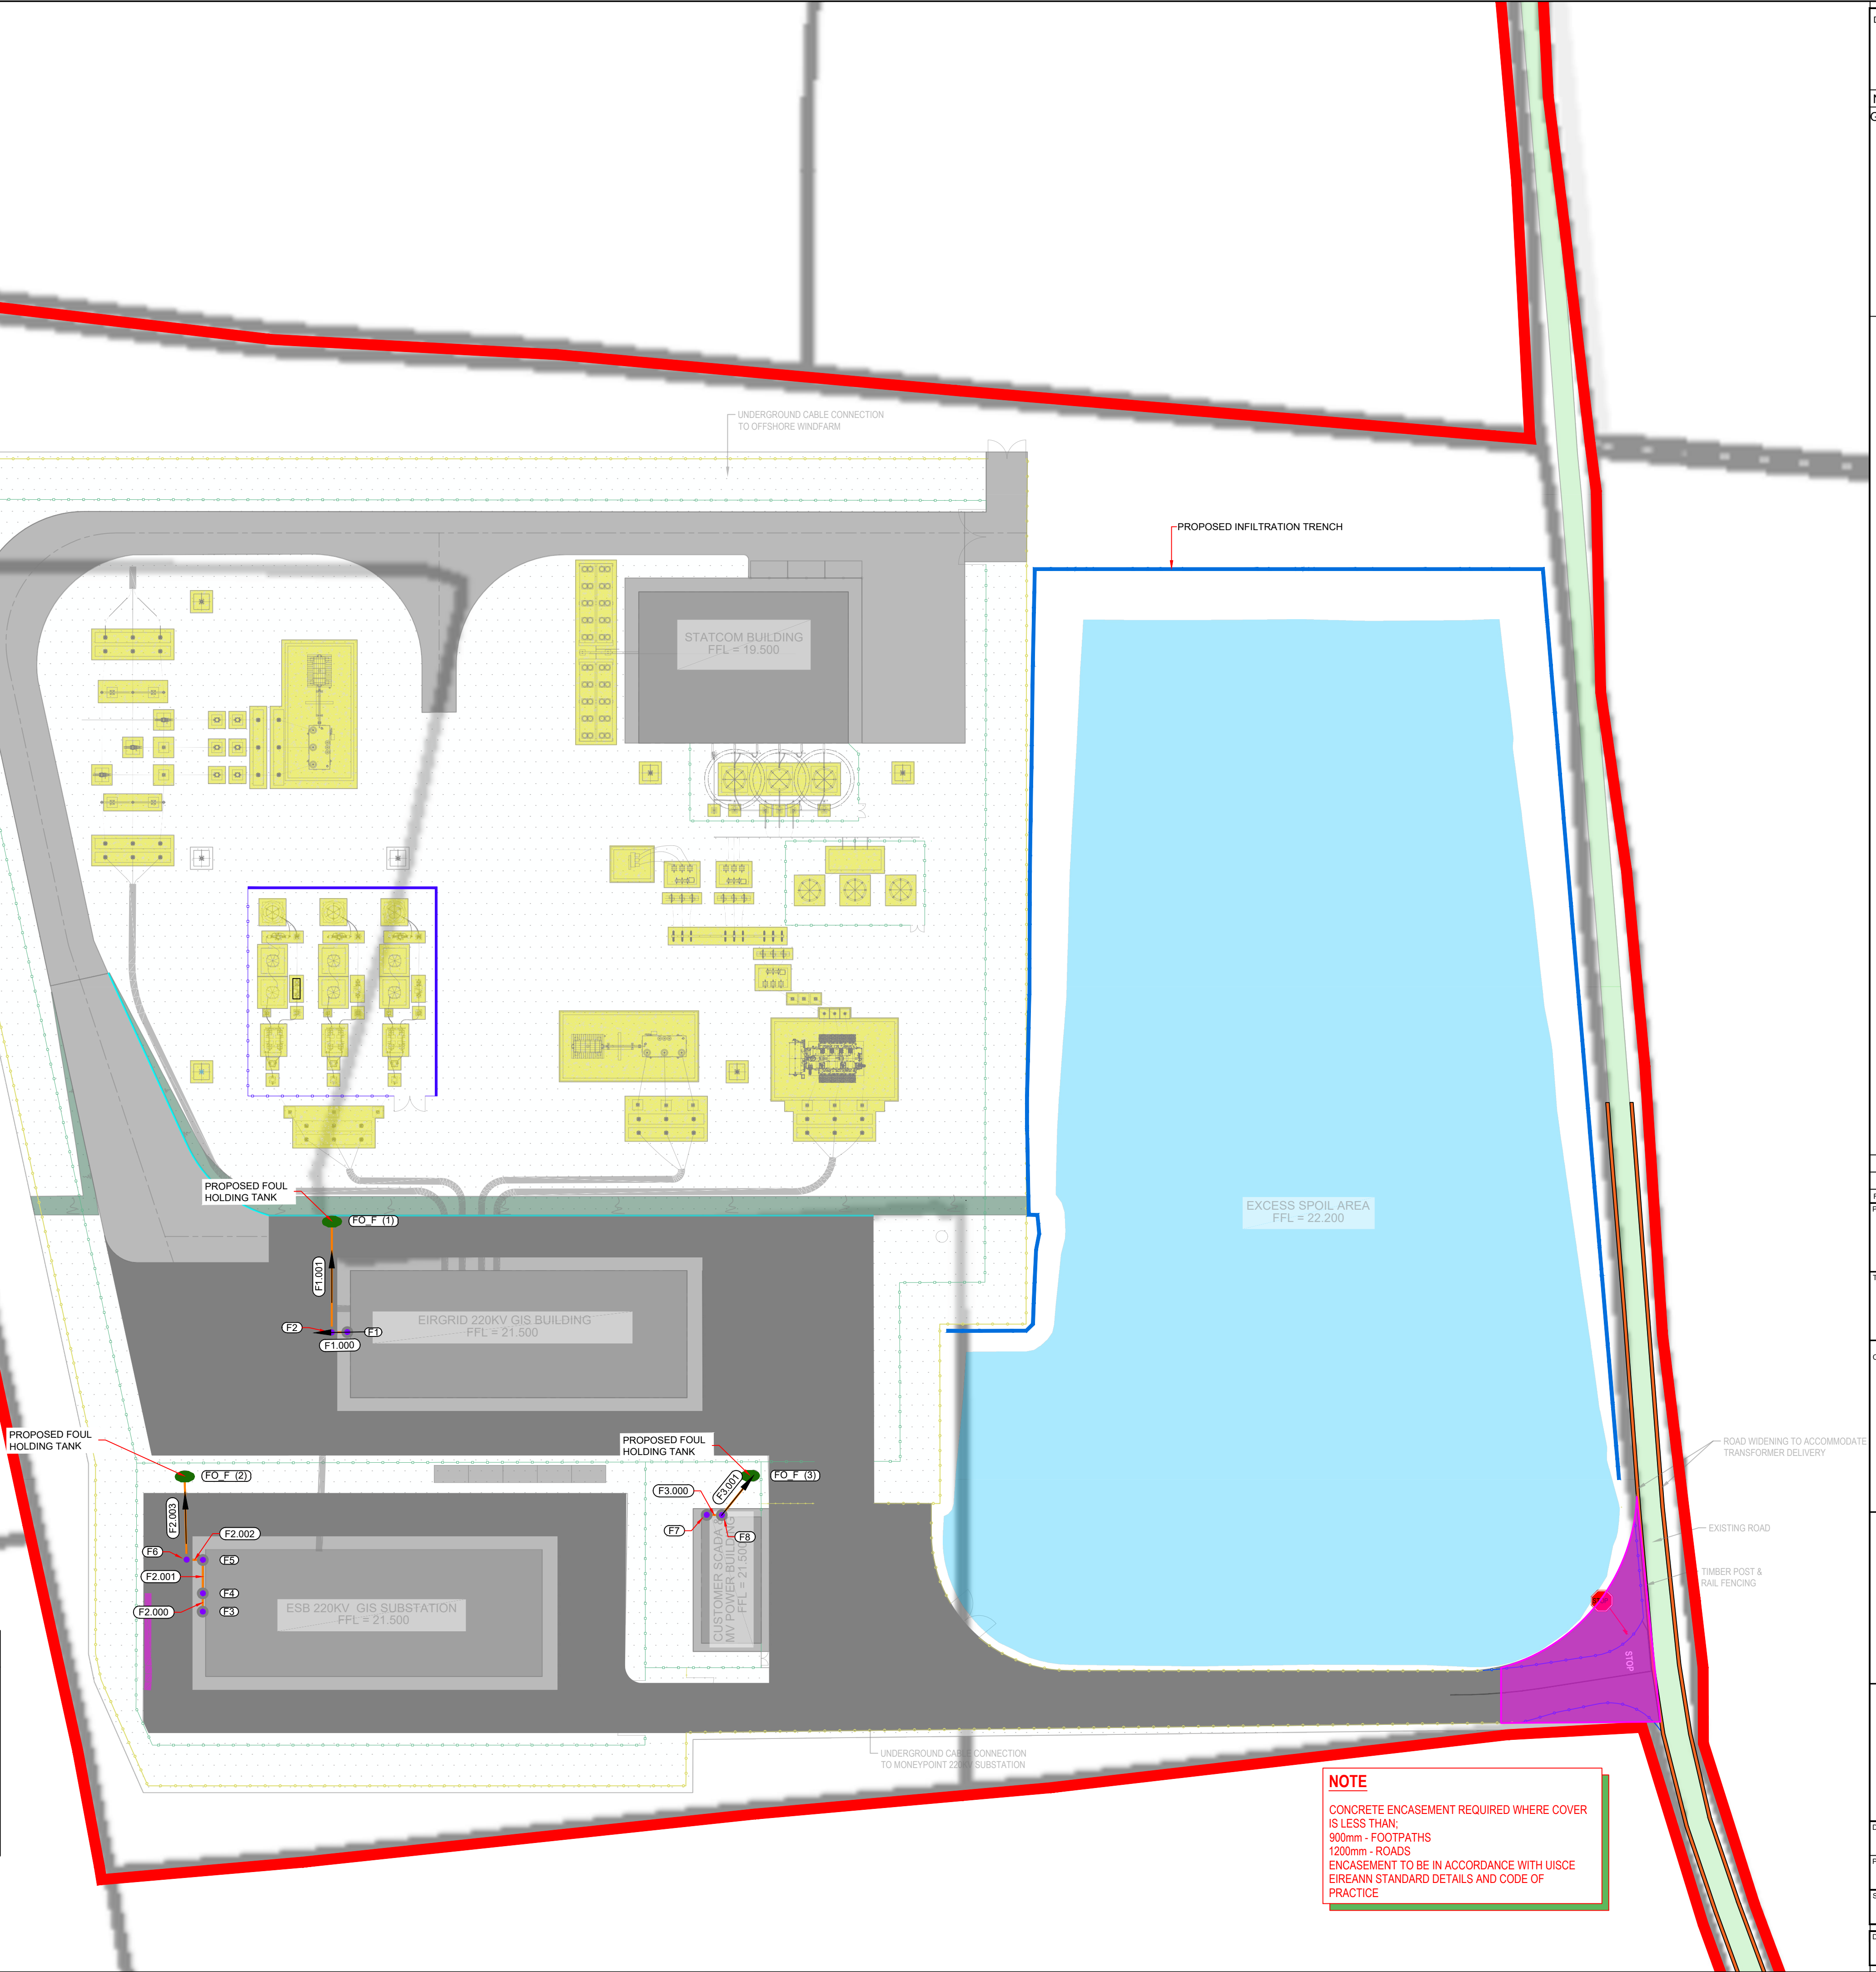 UNDERGROUND CABLE CONNECTION
TO OFFSHORE WINDFARM
PROPOSED INFILTRATION TRENCH
STATCOM BUILDING
FFL = 19.500
PROPOSED FOUL
HOLDING TANK
FO_F (1)
F1.001
EXCESS SPOIL AREA
FFL = 22.200
EIRGRID 220KV GIS BUILDING
FFL = 21.500
F2
F1
F1.000
PROPOSED FOUL
HOLDING TANK
FO_F (2)
F2.003
PROPOSED FOUL
HOLDING TANK
FO_F (3)
F3.001
F3.000
F7
F8
CUSTOMER SCADA &
MV POWER BUILDING
FFL = 21.500
F2.002
F6
F5
F2.001
F4
F2.000
F3
ESB 220KV GIS SUBSTATION
FFL = 21.500
ROAD WIDENING TO ACCOMMODATE
TRANSFORMER DELIVERY
EXISTING ROAD
TIMBER POST &
RAIL FENCING
STOP
UNDERGROUND CABLE CONNECTION
TO MONEYPOINT 220KV SUBSTATION
NOTE
CONCRETE ENCASEMENT REQUIRED WHERE COVER
IS LESS THAN;
900mm - FOOTPATHS
1200mm - ROADS
ENCASEMENT TO BE IN ACCORDANCE WITH UISCE
EIREANN STANDARD DETAILS AND CODE OF
PRACTICE